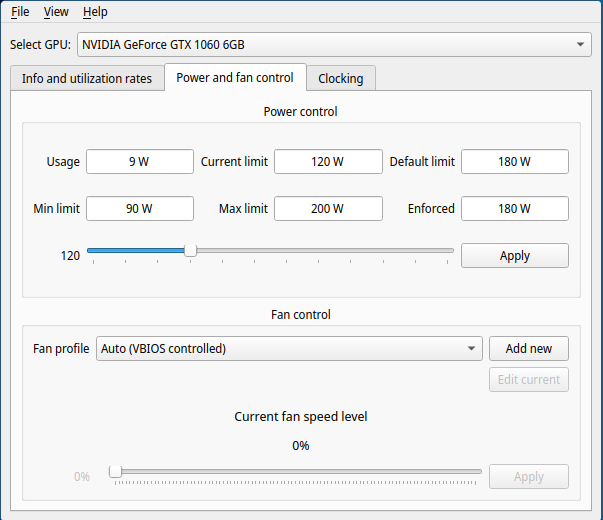 File View Help
Select GPU: NVIDIA GeForce GTX 1060 6GB
Info and utilization rates Power and fan control Clocking
Power control
Usage 9 W Current limit 120 W Default limit 180 W
Min limit 90 W Max limit 200 W Enforced 180 W
120 Apply
Fan control
Fan profile Auto (VBIOS controlled) Add new
Edit current
Current fan speed level
0%
0% Apply